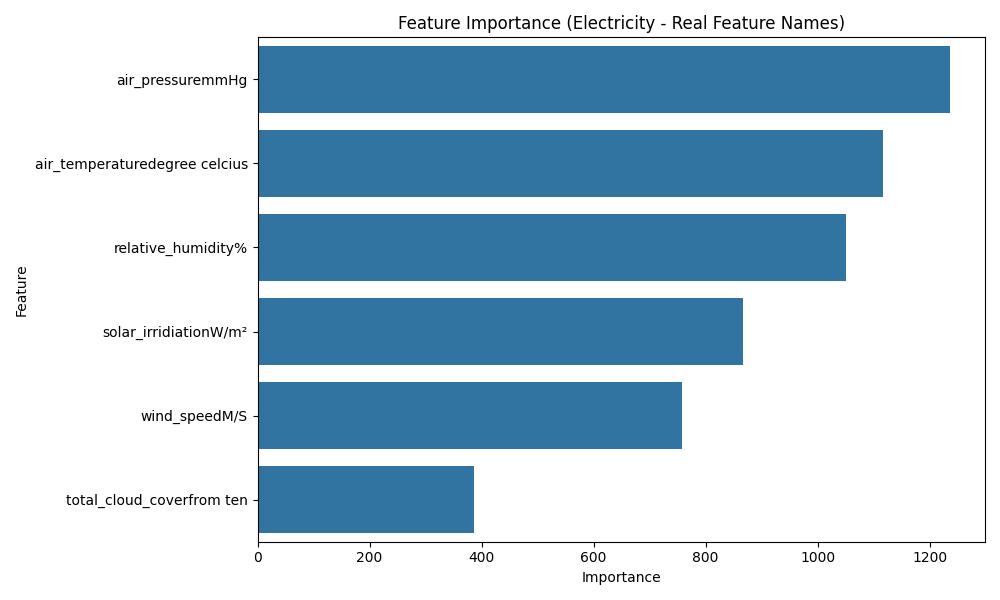 Feature Importance (Electricity - Real Feature Names)
air_pressuremmHg
air_temperaturedegree celcius
relative_humidity%
solar_irridiationW/m²
wind_speedM/S
total_cloud_coverfrom ten
Feature
0 200 400 600 800 1000 1200
Importance